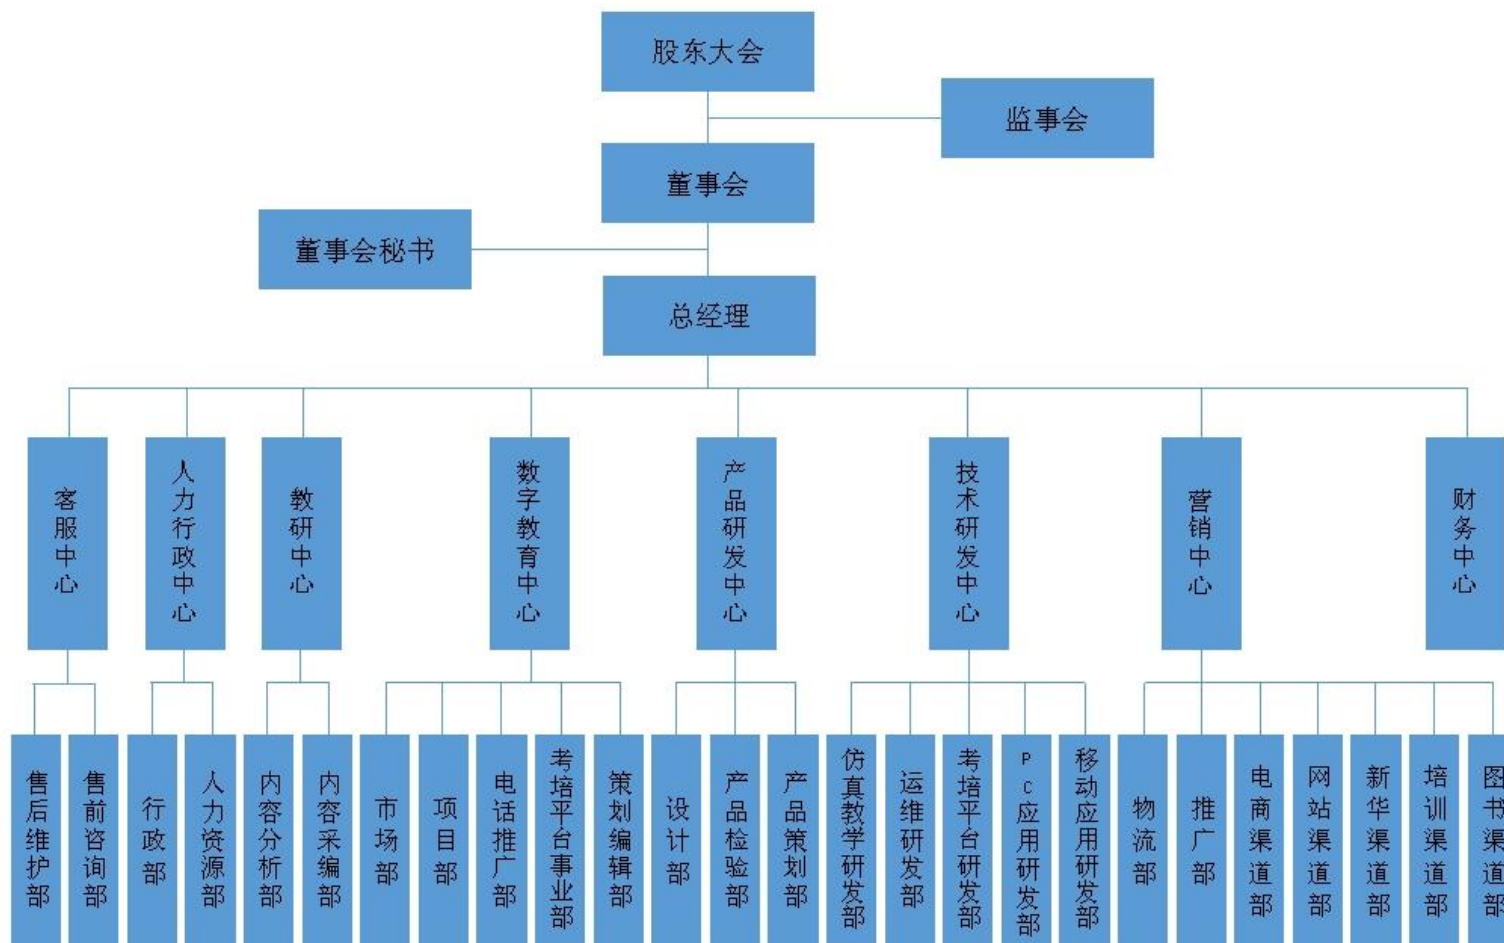 股东大会
监事会
董事会
董事会秘书
总经理
客服中心
人力行政中心
教研中心
数字教育中心
产品研发中心
技术研发中心
营销中心
财务中心
售后维护部
售前咨询部
行政部
人力资源部
内容分析部
内容采编部
市场部
项目部
电话推广部
考培平台事业部
策划编辑部
设计部
产品检验部
产品策划部
仿真教学研发部
运维研发部
考培平台研发部
PC应用研发部
移动应用研发部
物流部
推广部
电商渠道部
网站渠道部
新华渠道部
培训渠道部
图书渠道部